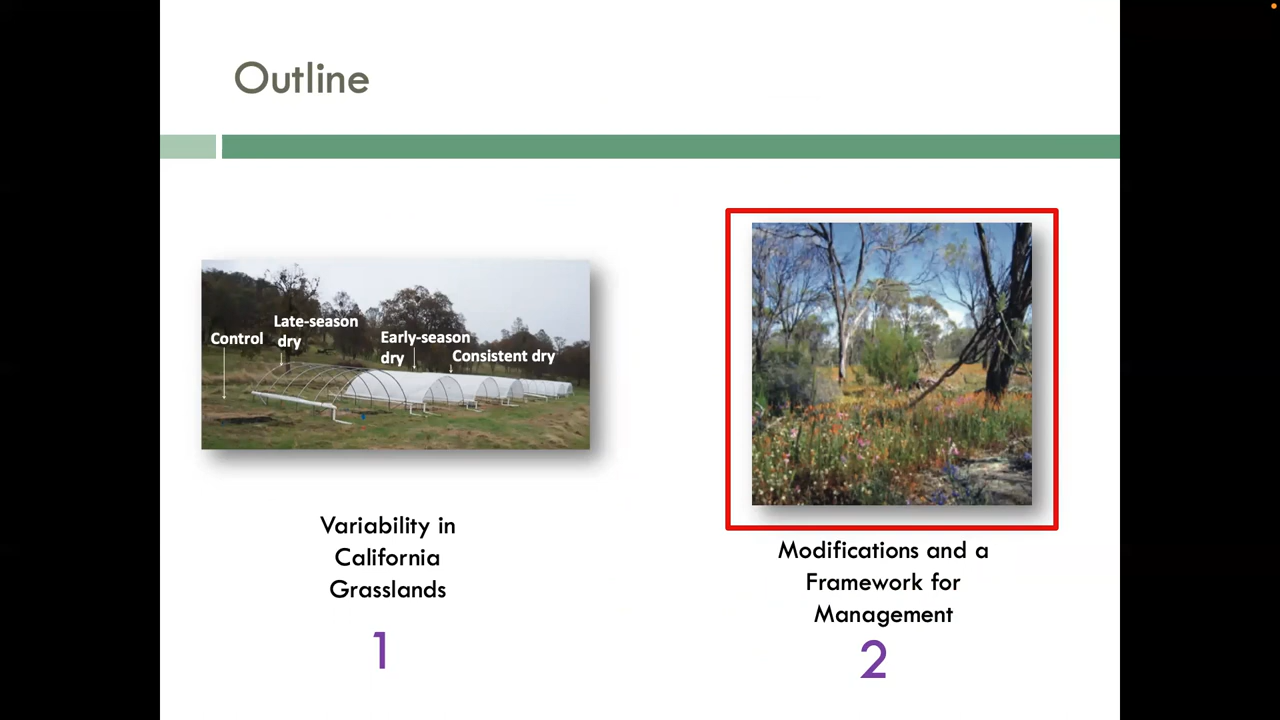 Outline
Control
Late-season
dry
Early-season
dry
Consistent dry
Variability in
California
Grasslands
1
Modifications and a
Framework for
Management
2